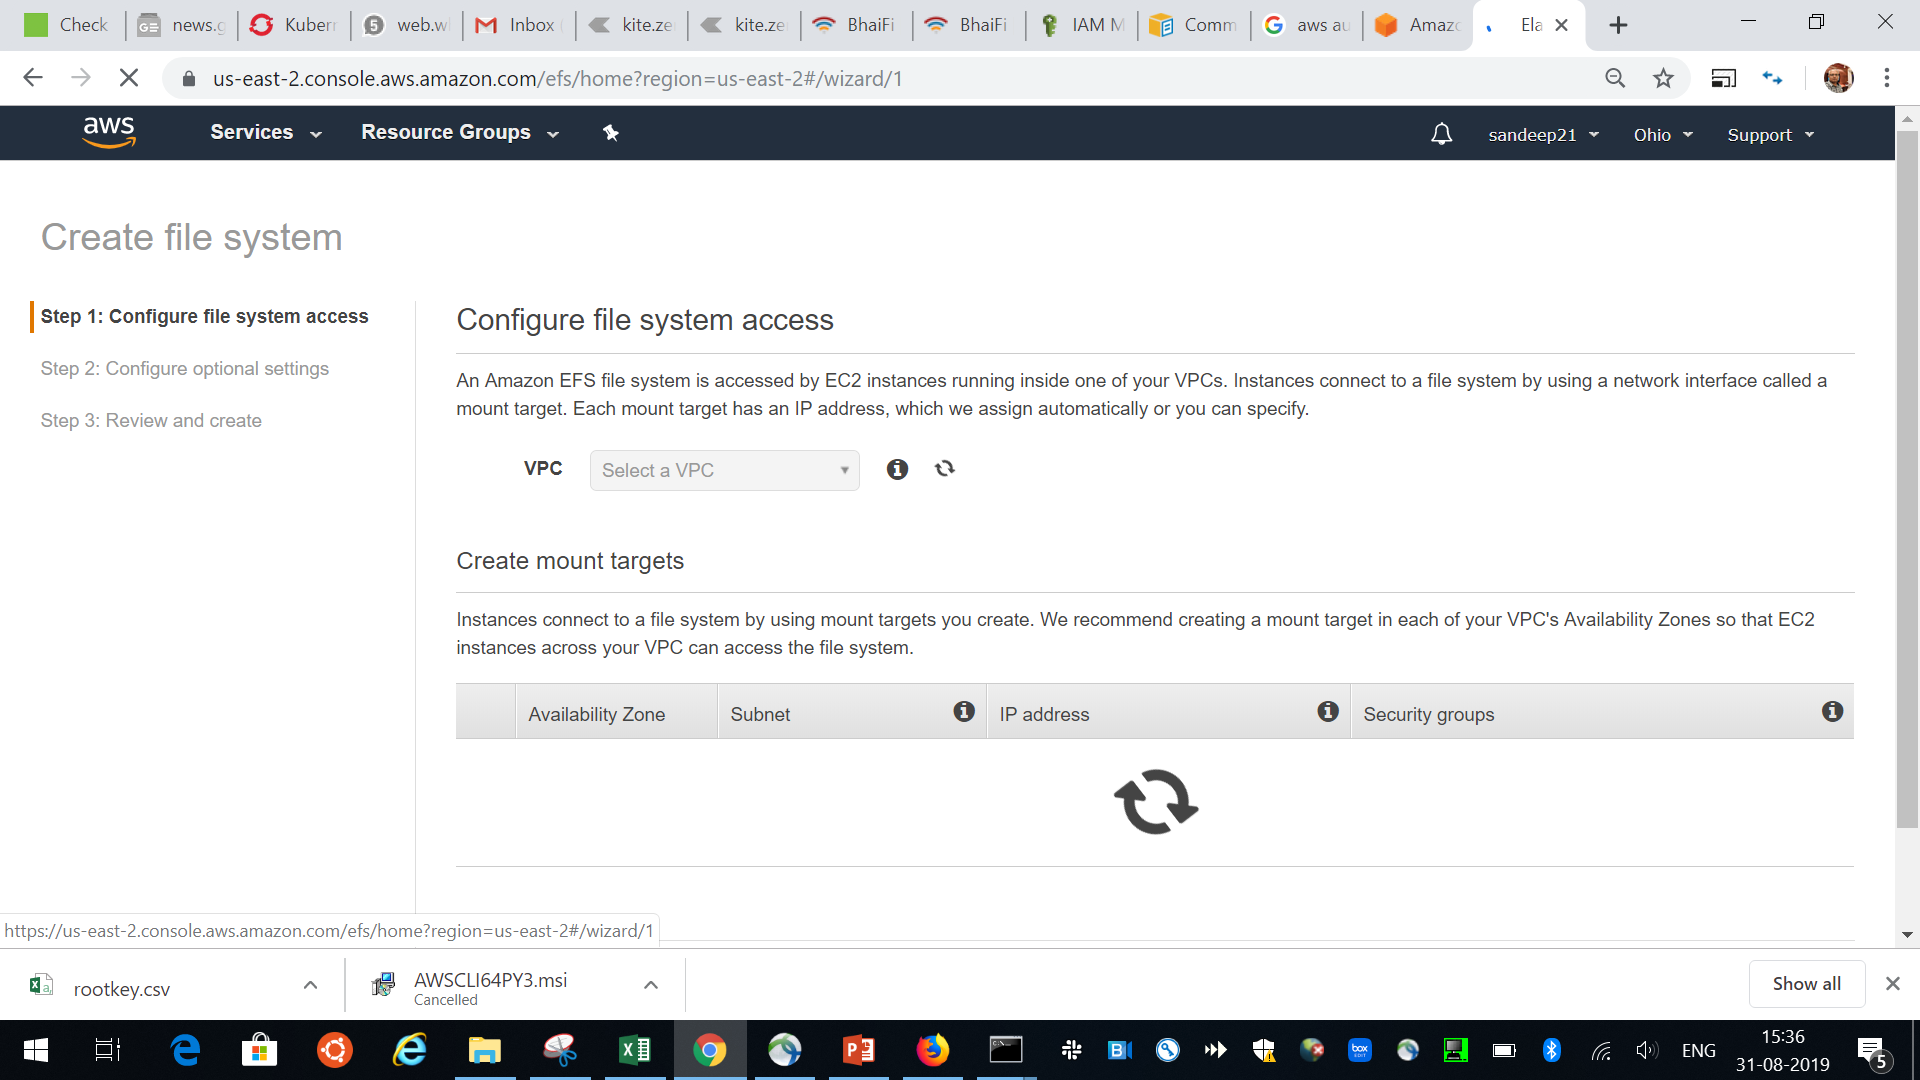 Check
news.g
Kubern
web.w
Inbox
kite.ze
kite.ze
BhaiFi
BhaiFi
IAM M
Comm
aws au
Amazo
Ela
us-east-2.console.aws.amazon.com/efs/home?region=us-east-2#/wizard/1
aws
Services
Resource Groups
sandeep21
Ohio
Support
Create file system
Step 1: Configure file system access
Step 2: Configure optional settings
Step 3: Review and create
Configure file system access
An Amazon EFS file system is accessed by EC2 instances running inside one of your VPCs. Instances connect to a file system by using a network interface called a
mount target. Each mount target has an IP address, which we assign automatically or you can specify.
VPC
Select a VPC
Create mount targets
Instances connect to a file system by using mount targets you create. We recommend creating a mount target in each of your VPC's Availability Zones so that EC2
instances across your VPC can access the file system.
Availability Zone
Subnet
IP address
Security groups
https://us-east-2.console.aws.amazon.com/efs/home?region=us-east-2#/wizard/1
rootkey.csv
AWSCLI64PY3.msi
Cancelled
Show all
ENG
15:36
31-08-2019
5